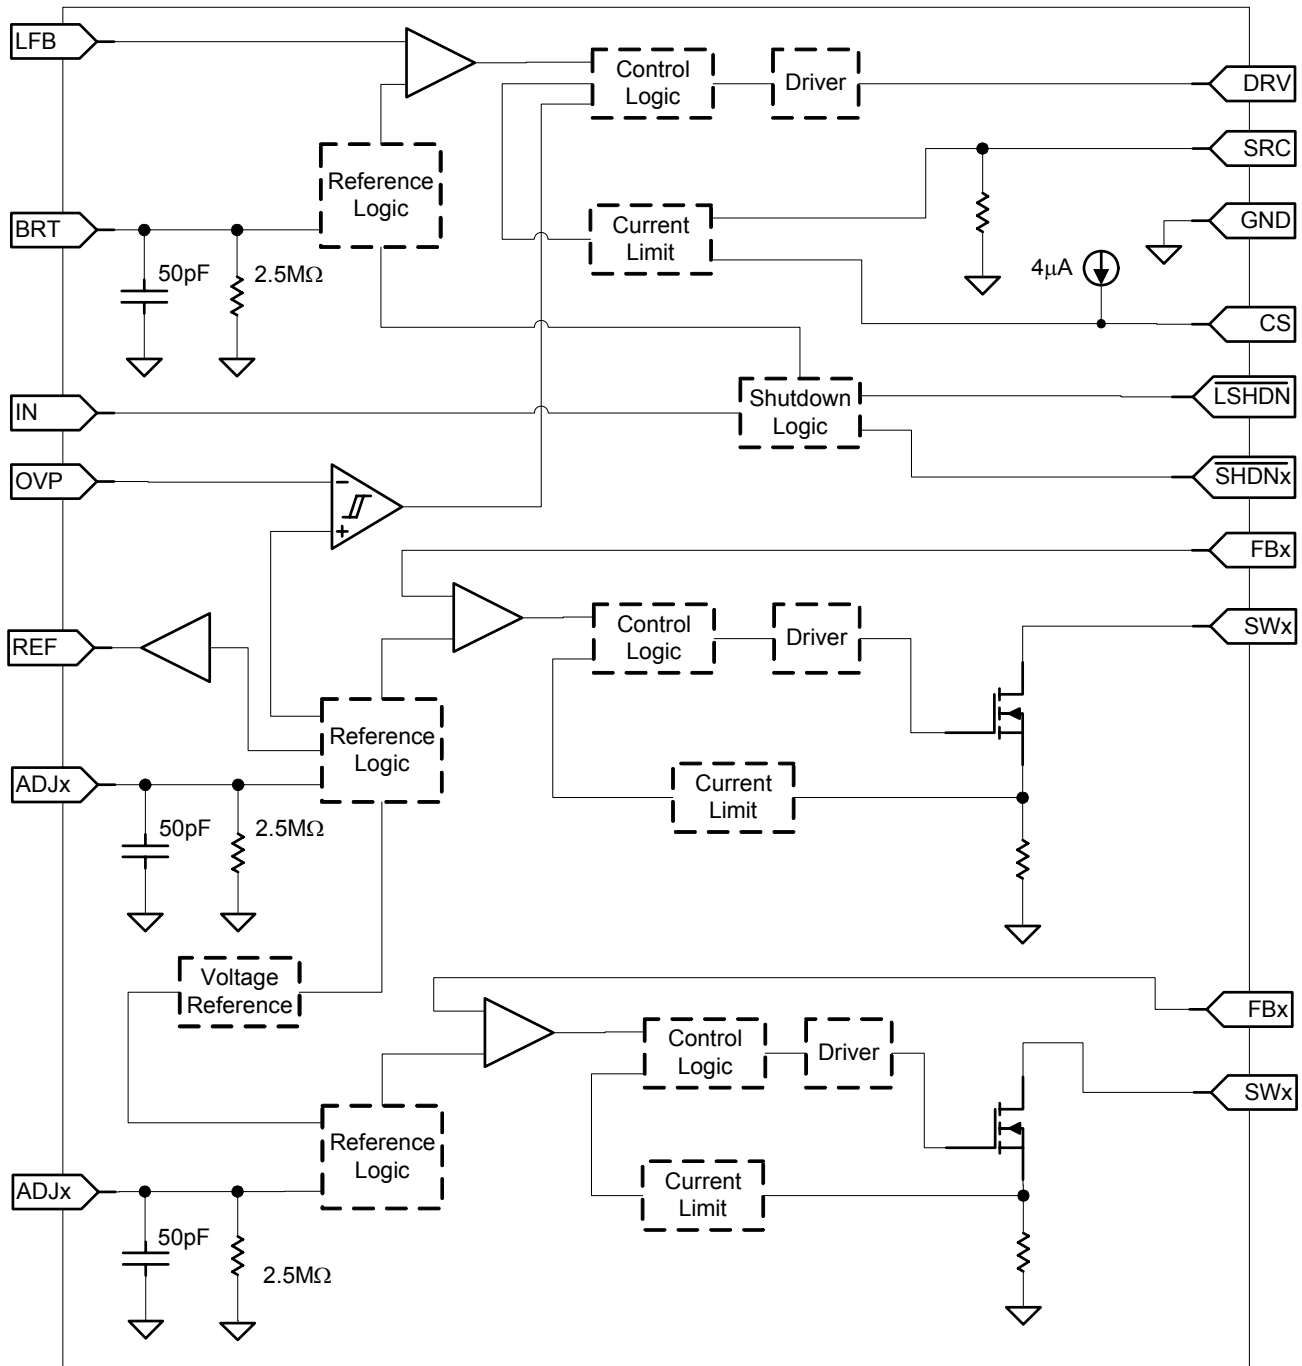 LFB
Control
Logic
Driver
DRV
SRC
Reference
Logic
BRT
Current
Limit
GND
50pF
2.5MΩ
4µA
CS
IN
Shutdown
Logic
LSHDN
OVP
SHDNx
-
+
FBx
REF
Control
Logic
Driver
SWx
Reference
Logic
ADJx
Current
Limit
50pF
2.5MΩ
Voltage
Reference
FBx
Control
Logic
Driver
SWx
Reference
Logic
ADJx
Current
Limit
50pF
2.5MΩ